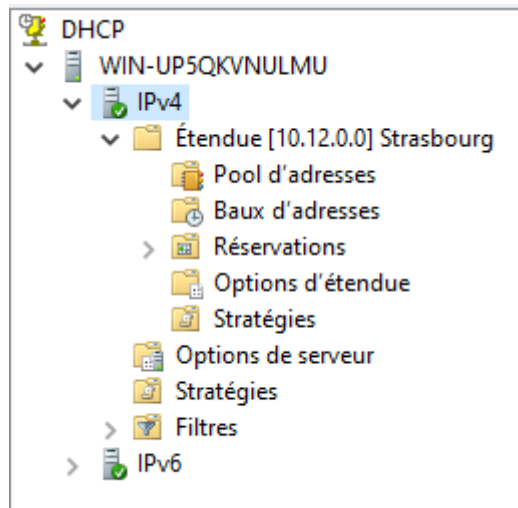 DHCP
WIN-UP5QKVNULMU
IPv4
Étendue [10.12.0.0] Strasbourg
Pool d'adresses
Baux d'adresses
Réservations
Options d'étendue
Stratégies
Options de serveur
Stratégies
Filtres
IPv6